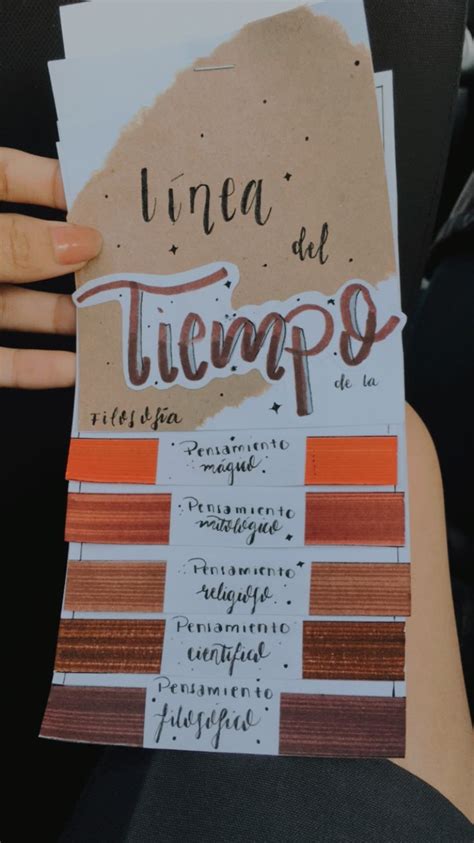 línea
del
Tiempo
de la
Filosofía
Pensamiento
mágico
Pensamiento
mitológico
Pensamiento
religioso
Pensamiento
científico
Pensamiento
filosófico